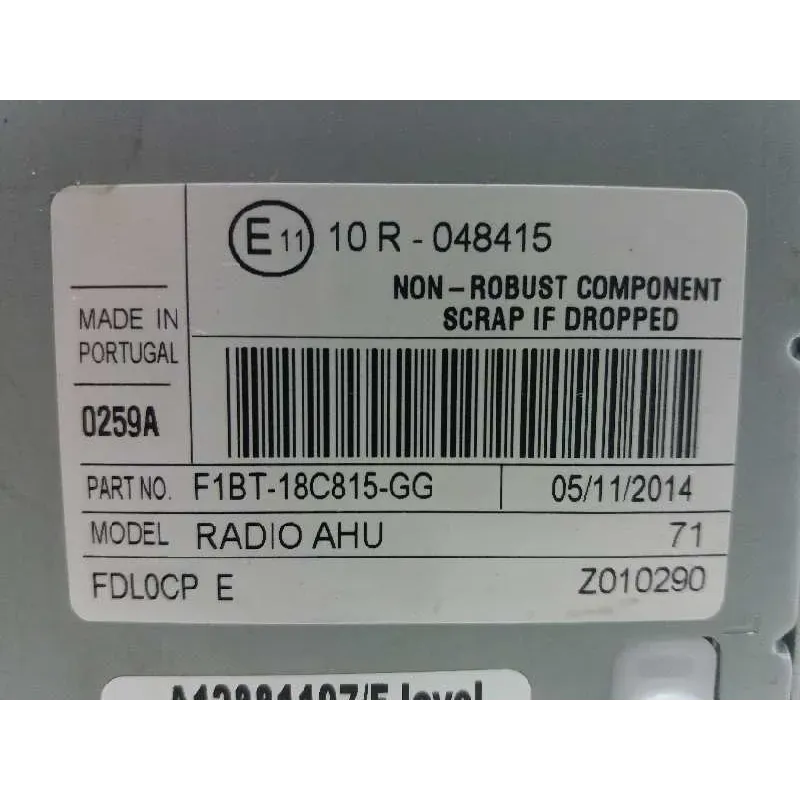 E 11 10 R - 048415
NON-ROBUST COMPONENT
SCRAP IF DROPPED
MADE IN
PORTUGAL
0259A
PART NO. F1BT-18C815-GG 05/11/2014
MODEL RADIO AHU 71
FDL0CP E Z010290